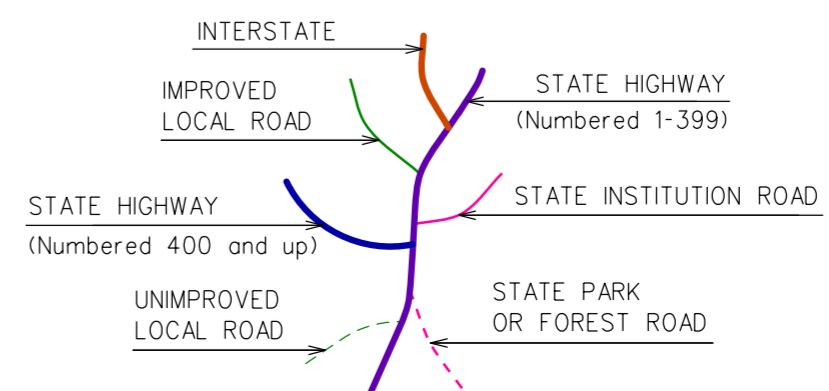 INTERSTATE
STATE HIGHWAY
(Numbered 1-399)
IMPROVED
LOCAL ROAD
STATE INSTITUTION ROAD
STATE HIGHWAY
(Numbered 400 and up)
UNIMPROVED
LOCAL ROAD
STATE PARK
OR FOREST ROAD